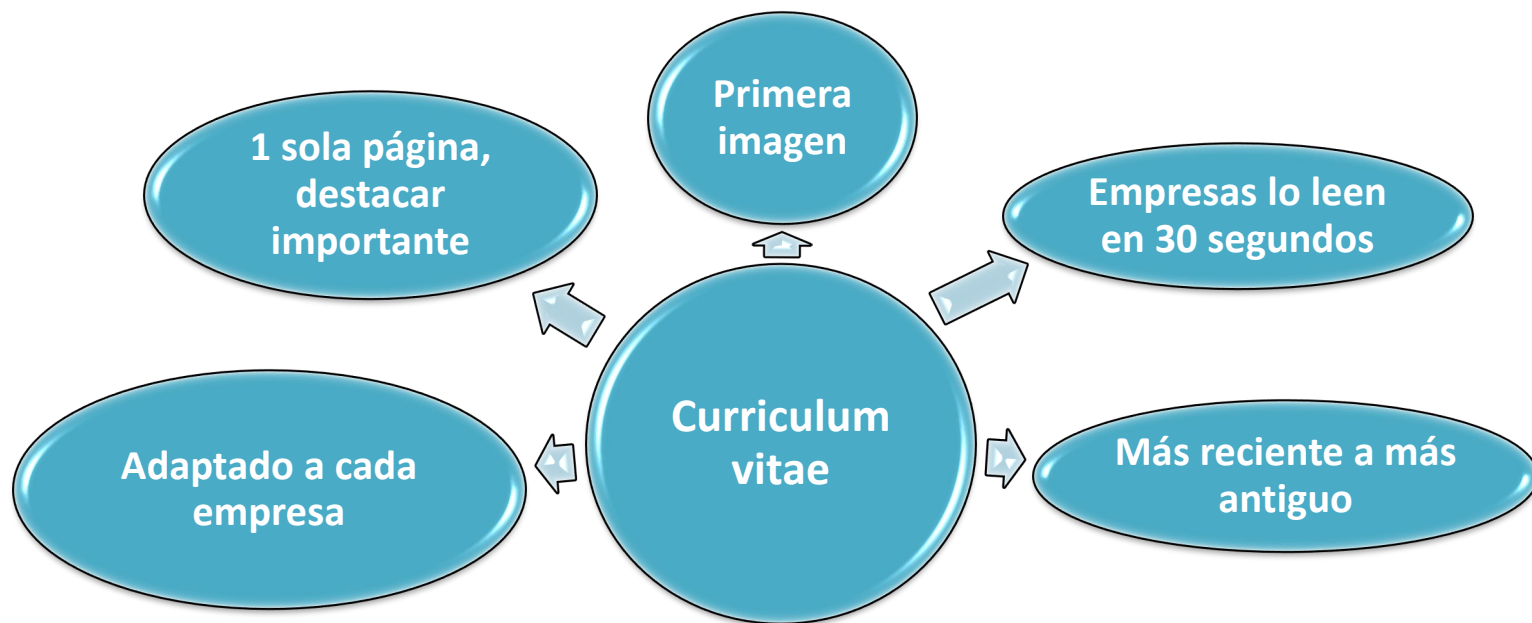 Primera
imagen
1 sola página,
destacar
importante
Empresas lo leen
en 30 segundos
Curriculum
vitae
Adaptado a cada
empresa
Más reciente a más
antiguo